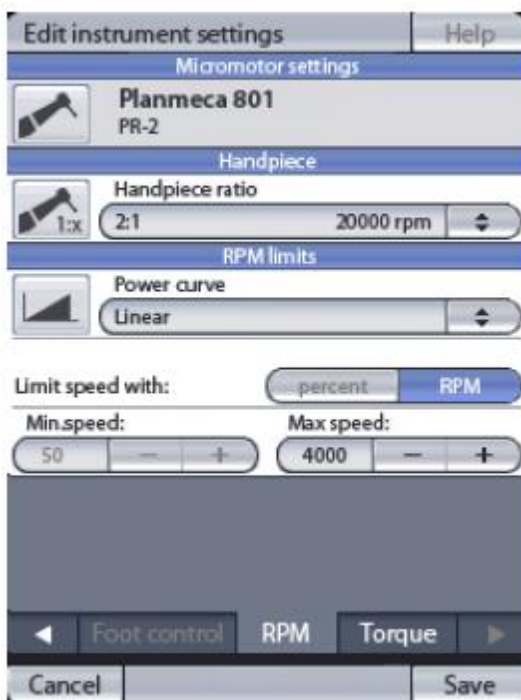 Edit instrument settings Help
Micromotor settings
Planmeca 801
PR-2
Handpiece
Handpiece ratio
1:x 2:1 20000 rpm
RPM limits
Power curve
Linear
Limit speed with: percent RPM
Min.speed: Max speed:
50 — + 4000 — +
Foot control RPM Torque
Cancel Save